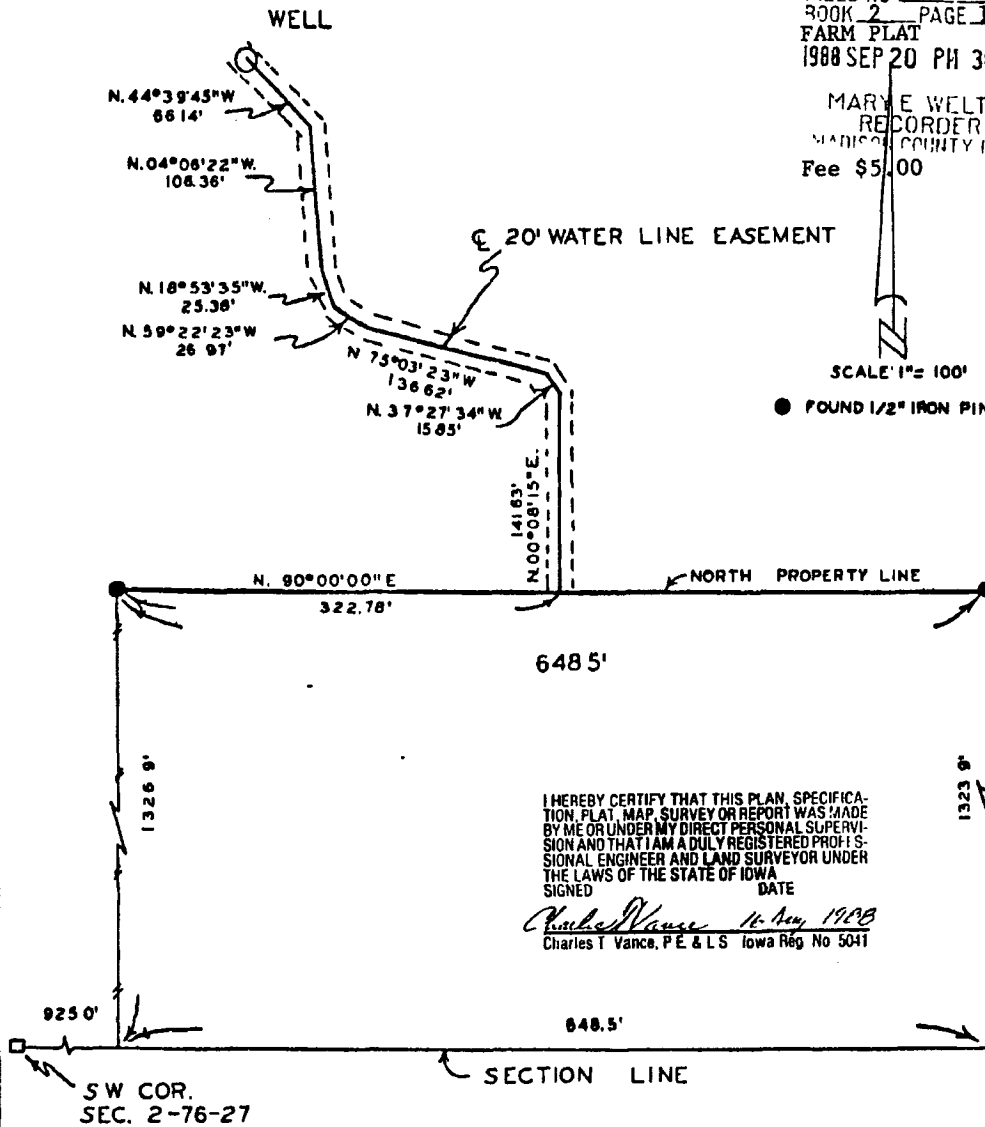 WELL
BOOK 2 PAGE
FARM PLAT
1988 SEP 20 PM 3
MARY E WELT
RECORDER
MADISON COUNTY
Fee $5.00
N. 44°39'45"W
66 14'
N. 04°06'22"W.
106.36'
℄ 20' WATER LINE EASEMENT
N. 18°53'35"W.
25.38'
N. 59°22'23"W
26 97'
N 75°03'23"W
136 62'
N. 37°27'34"W.
15.85'
SCALE 1"= 100'
FOUND 1/2" IRON PIN
141 63'
N.00°08'15"E.
N. 90°00'00"E
322.78'
NORTH PROPERTY LINE
648 5'
1326 9'
1323 9'
I HEREBY CERTIFY THAT THIS PLAN, SPECIFICA-
TION, PLAT, MAP, SURVEY OR REPORT WAS MADE
BY ME OR UNDER MY DIRECT PERSONAL SUPERVI-
SION AND THAT I AM A DULY REGISTERED PROFES-
SIONAL ENGINEER AND LAND SURVEYOR UNDER
THE LAWS OF THE STATE OF IOWA
SIGNED DATE
Charles T Vance 1988
Charles T Vance, P E & L S Iowa Reg No 5041
925 0'
648.5'
SECTION LINE
SW COR.
SEC. 2-76-27